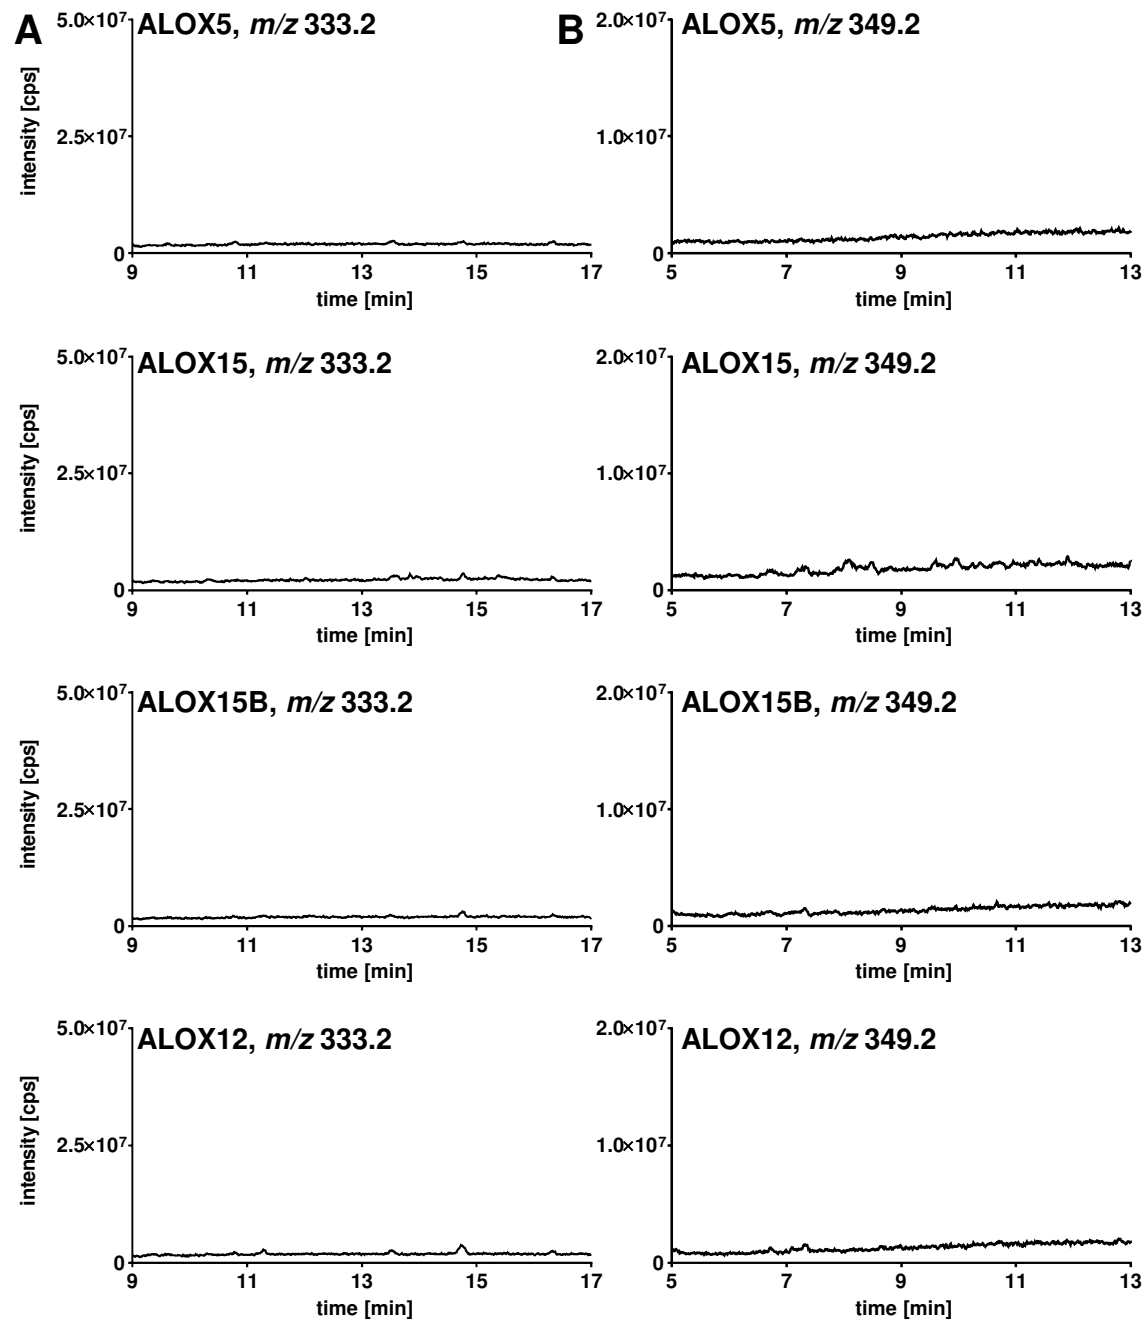 A
B
ALOX5, m/z 333.2
5.0×10⁷
2.5×10⁷
0
intensity [cps]
9 11 13 15 17
time [min]
ALOX5, m/z 349.2
2.0×10⁷
1.0×10⁷
0
5 7 9 11 13
time [min]
ALOX15, m/z 333.2
5.0×10⁷
2.5×10⁷
0
intensity [cps]
9 11 13 15 17
time [min]
ALOX15, m/z 349.2
2.0×10⁷
1.0×10⁷
0
5 7 9 11 13
time [min]
ALOX15B, m/z 333.2
5.0×10⁷
2.5×10⁷
0
intensity [cps]
9 11 13 15 17
time [min]
ALOX15B, m/z 349.2
2.0×10⁷
1.0×10⁷
0
5 7 9 11 13
time [min]
ALOX12, m/z 333.2
5.0×10⁷
2.5×10⁷
0
intensity [cps]
9 11 13 15 17
time [min]
ALOX12, m/z 349.2
2.0×10⁷
1.0×10⁷
0
5 7 9 11 13
time [min]